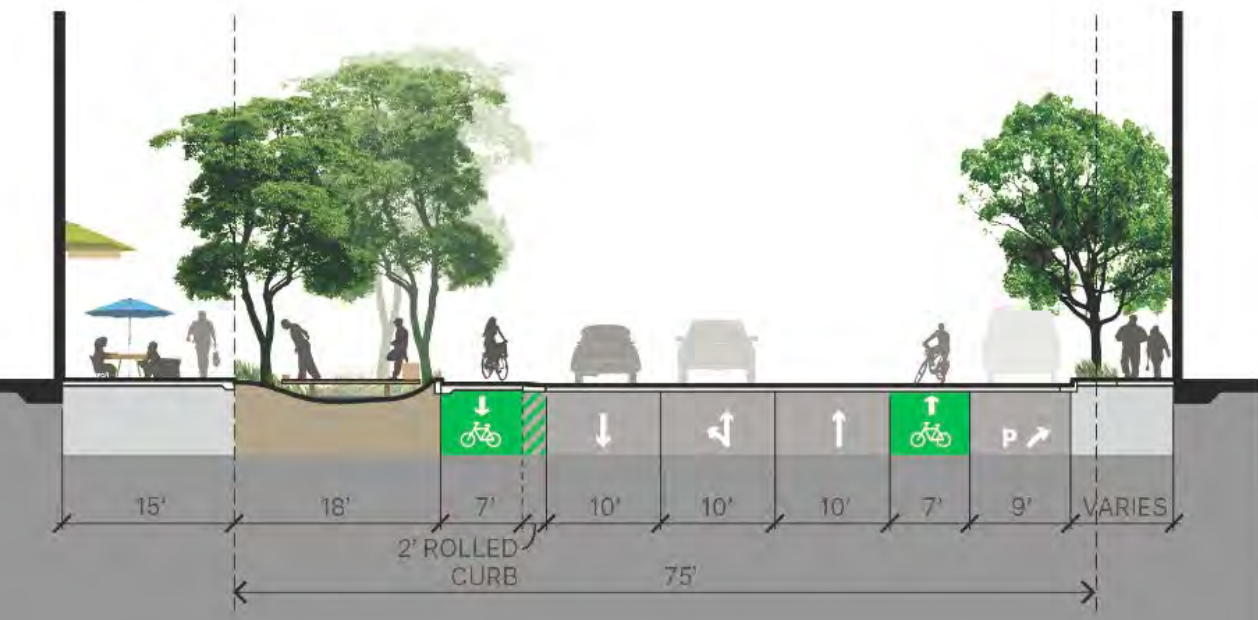 P
15’
18’
7’
10’
10’
10’
7’
9’
VARIES
2’ ROLLED
CURB
75’